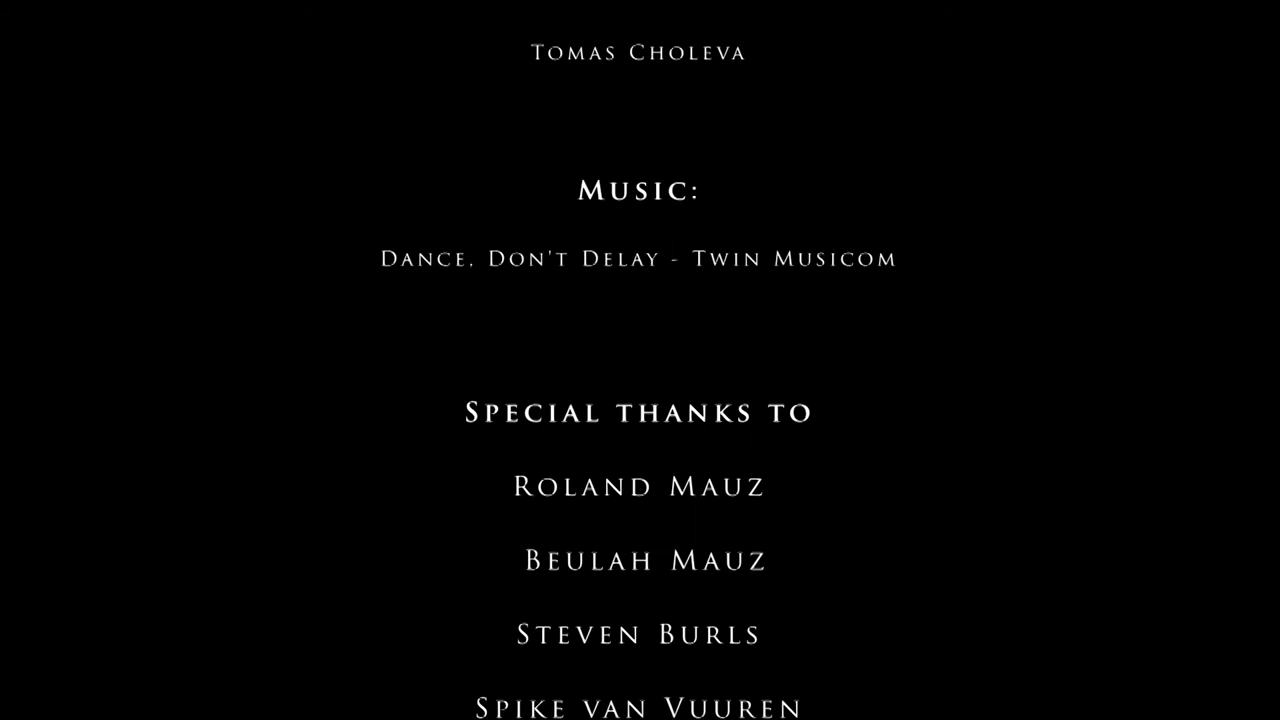 Tomas Choleva
Music:
Dance, Don't Delay - Twin Musicom
Special thanks to
Roland Mauz
Beulah Mauz
Steven Burls
Spike van Vuuren